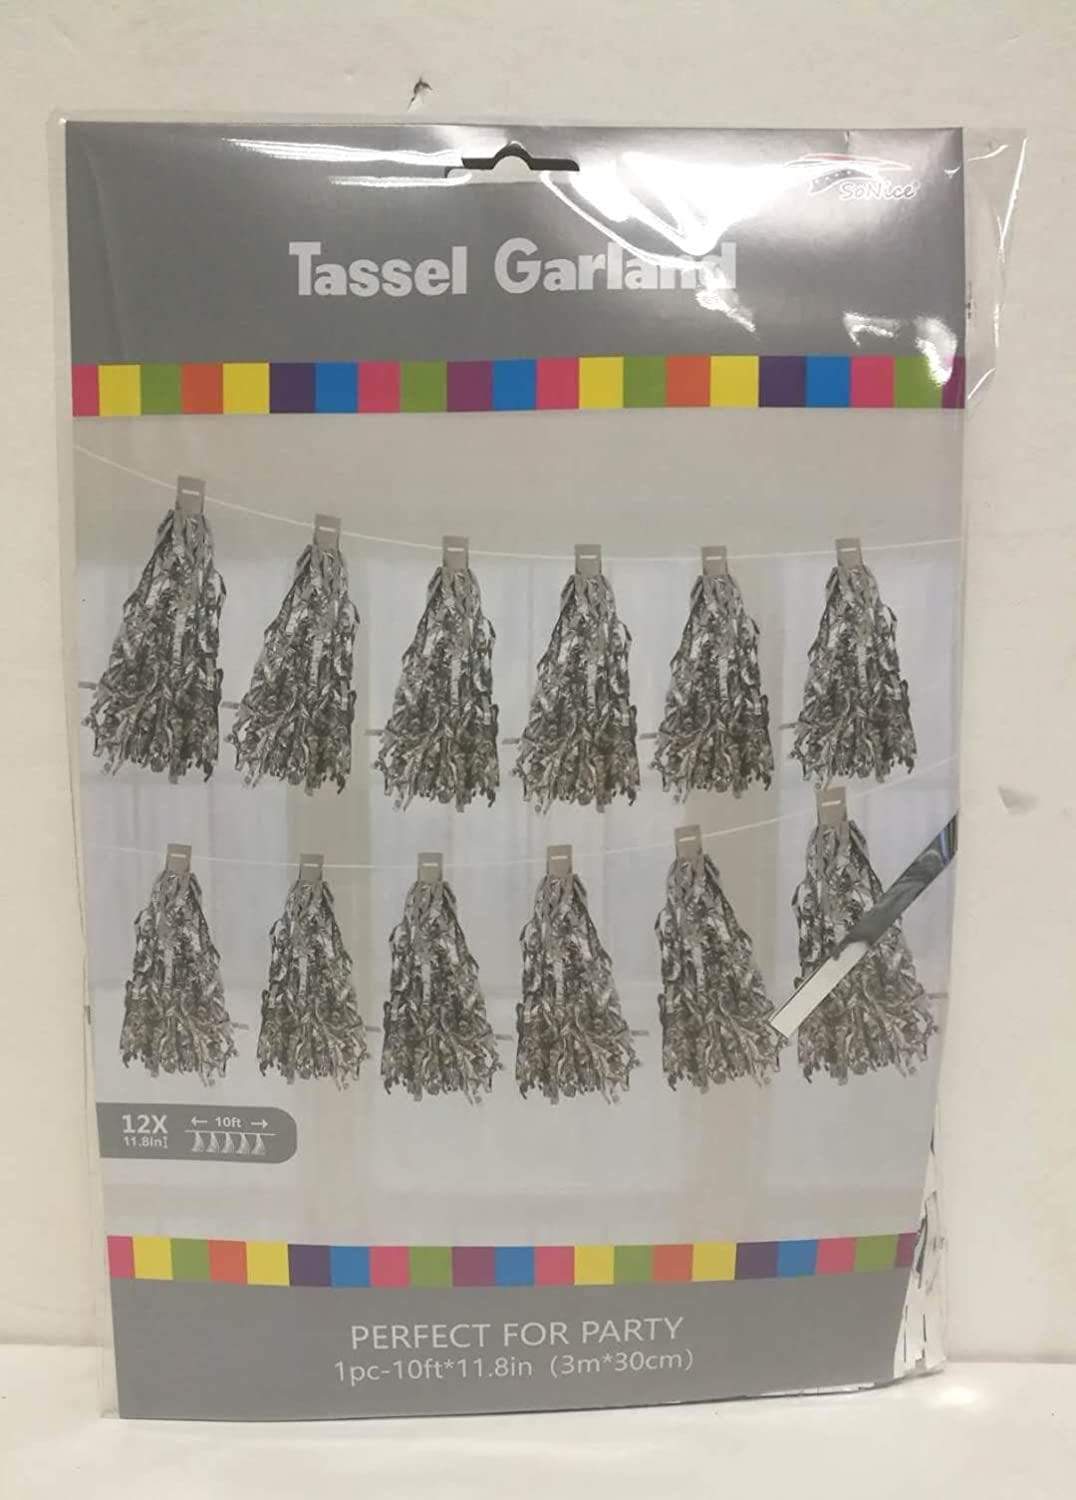 SoNice
Tassel Garland
12X
11.8in
10ft
PERFECT FOR PARTY
1pc-10ft*11.8in (3m*30cm)